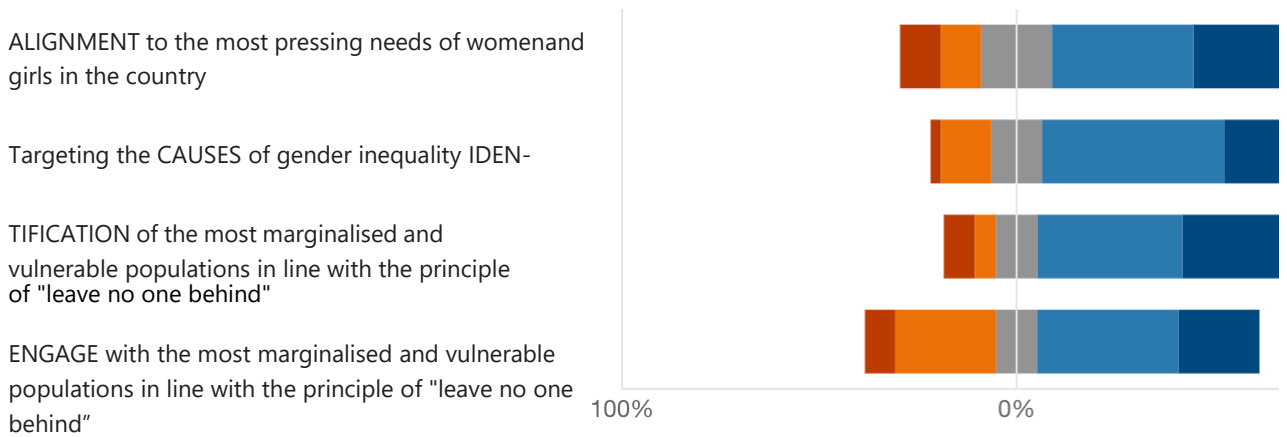 ALIGNMENT to the most pressing needs of womenand
girls in the country
Targeting the CAUSES of gender inequality IDEN-
TIFICATION of the most marginalised and
vulnerable populations in line with the principle
of "leave no one behind"
ENGAGE with the most marginalised and vulnerable
populations in line with the principle of "leave no one
behind”
100% 0%